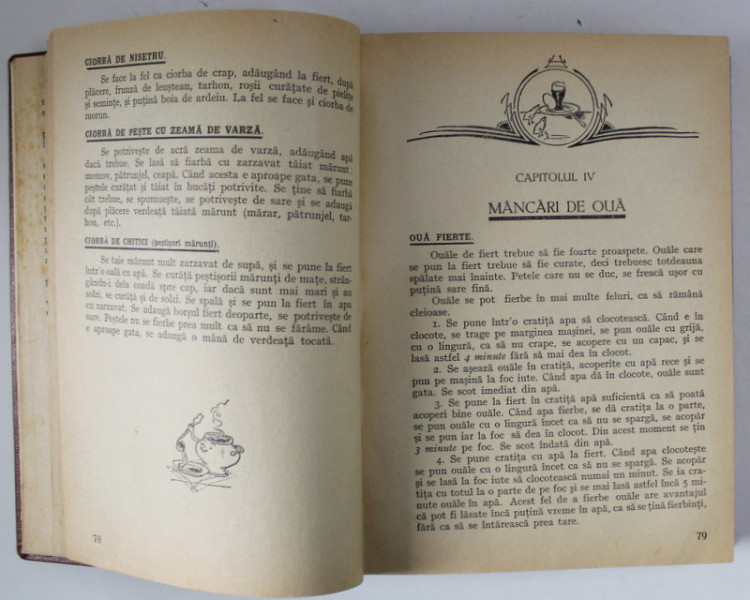 CIORBĂ DE NISETRU.
Se face la fel ca ciorba de crap, adăugând la fiert, după
plăcere, frunză de leuștean, tarhon, roșii curățate de pielițe
și semințe, și puțină boia de ardeiu. La fel se face și ciorba de
morun.
CIORBĂ DE PEȘTE CU ZEAMĂ DE VARZĂ.
Se potrivește de acră zeama de varză, adăugând apă
dacă trebue. Se lasă să fiarbă cu zarzavat tăiat mărunt:
morcov, pătrunjel, ceapă. Când acesta e aproape gata, se pune
peștele curățat și tăiat în bucăți potrivite. Se ține să fiarbă
cât trebue, se spumuește, se potrivește de sare și se adaugă
după plăcere verdeață tăiată mărunt (mărar, pătrunjel, tar-
hon, etc.).
CIORBĂ DE CHITICI (peștișori mărunți).
Se taie mărunt mult zarzavat de supă, și se pune la fiert
într'o oală cu apă. Se curăță peștișorii mărunți de mațe, strân-
gându-i dela coadă spre cap, iar dacă sunt mai mari și au
solzi, se curăță și de solzi. Se spală și se pun la fiert în apa
cu zarzavat. Se adaugă borșul fiert deoparte, se potrivește de
sare. Peștele nu se fierbe prea mult ca să nu se fărâme. Când
e aproape gata, se adaugă o mână de verdeață tocată.
78
CAPITOLUL IV
MÂNCĂRI DE OUĂ
OUĂ FIERTE.
Ouăle de fiert trebue să fie foarte proaspete. Ouăle care
se pun la fiert trebue să fie curate, deci trebuesc totdeauna
spălate mai înainte. Petele care nu se duc, se freacă ușor cu
puțină sare fină.
Ouăle se pot fierbe în mai multe feluri, ca să rămână
cleioase.
1. Se pune într'o cratiță apa să clocotească. Când e în
clocote, se trage pe marginea mașinei, se pun ouăle cu grijă,
cu o lingură, ca să nu crape, se acopere cu un capac, și se
lasă astfel 4 minute fără să mai dea în clocot.
2. Se așează ouăle în cratiță, acoperite cu apă rece și se
pun pe mașină la foc iute. Când apa dă în clocote, ouăle sunt
gata. Se scot imediat din apă.
3. Se pune la fiert în cratiță apă suficientă ca să poată
acoperi bine ouăle. Când apa fierbe, se dă cratița la o parte,
se pun ouăle cu o lingură încet ca să nu se spargă, se acopăr
și se pun iar la foc să dea în clocot. Din acest moment se țin
3 minute pe foc. Se scot îndată din apă.
4. Se pune cratița cu apă la fiert. Când apa clocotește
se pun ouăle cu o lingură încet ca să nu se spargă. Se acopăr
și se lasă la foc iute să clocotească numai un minut. Se ia cra-
tița cu totul la o parte de pe foc și se mai lasă astfel încă 5 mi-
nute ouăle în apă. Acest fel de a fierbe ouăle are avantajul
că pot fi lăsate încă puțină vreme în apă, ca să se țină fierbinți,
fără ca să se întărească prea tare.
79